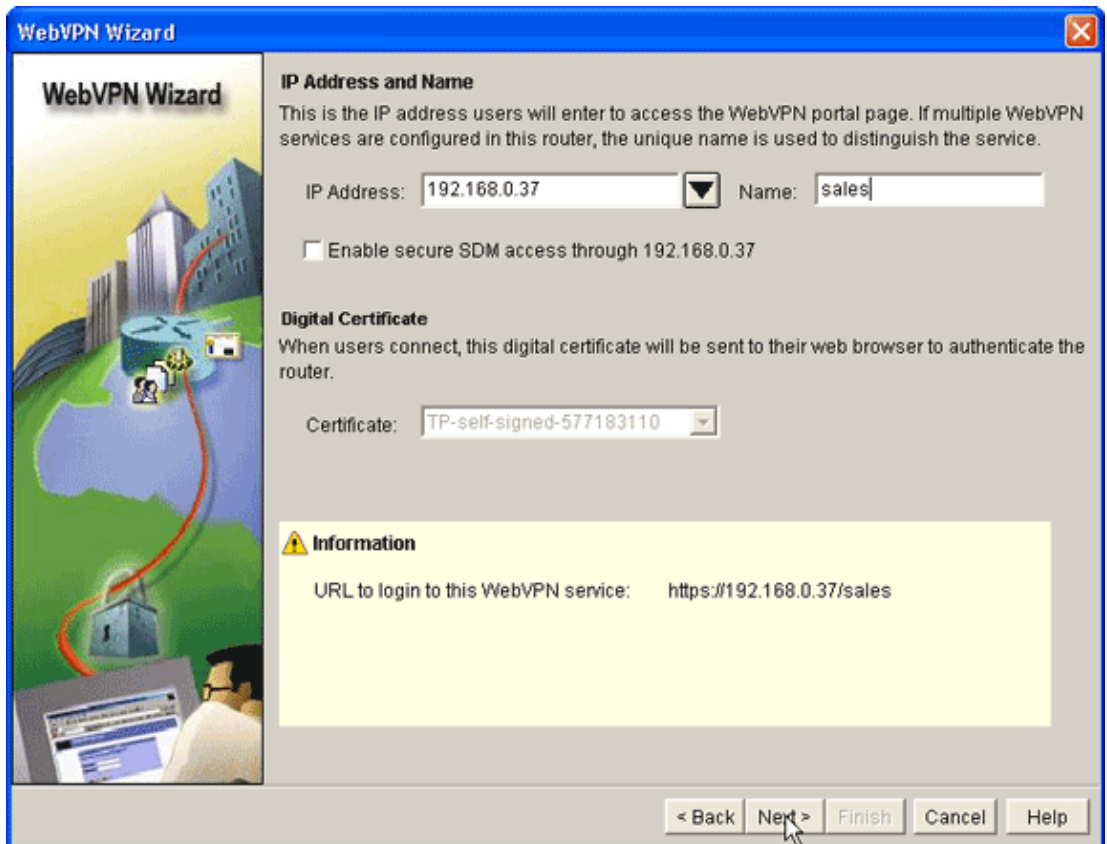 WebVPN Wizard
WebVPN Wizard
IP Address and Name
This is the IP address users will enter to access the WebVPN portal page. If multiple WebVPN
services are configured in this router, the unique name is used to distinguish the service.
IP Address: 192.168.0.37 Name: sales
Enable secure SDM access through 192.168.0.37
Digital Certificate
When users connect, this digital certificate will be sent to their web browser to authenticate the
router.
Certificate: TP-self-signed-577183110
Information
URL to login to this WebVPN service: https://192.168.0.37/sales
< Back Next > Finish Cancel Help